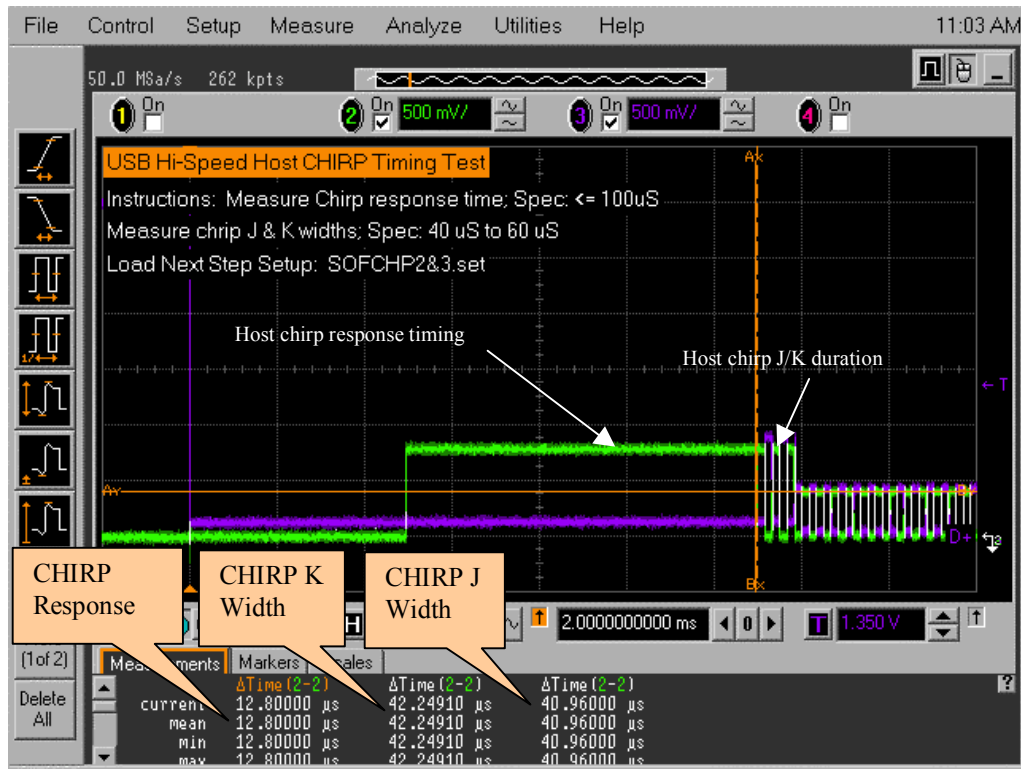 File Control Setup Measure Analyze Utilities Help 11:03 AM
50.0 MSa/s 262 kpts
1 On 2 On 500 mV/ 3 On 500 mV/ 4 On
USB Hi-Speed Host CHIRP Timing Test
Ax
Instructions: Measure Chirp response time; Spec: <= 100uS
Measure chrip J & K widths; Spec: 40 uS to 60 uS
Load Next Step Setup: SOFCHP2&3.set
Host chirp response timing
Host chirp J/K duration
T
Ay
By
D+
CHIRP Response
CHIRP K Width
CHIRP J Width
Bx
H 2.0000000000 ms 0 T 1.350 V
(1of 2)
Measurements Markers Scales
Delete All
ΔTime(2-2) ΔTime(2-2) ΔTime(2-2)
current 12.80000 µs 42.24910 µs 40.96000 µs
mean 12.80000 µs 42.24910 µs 40.96000 µs
min 12.80000 µs 42.24910 µs 40.96000 µs
max 12.80000 µs 42.24910 µs 40.96000 µs
?